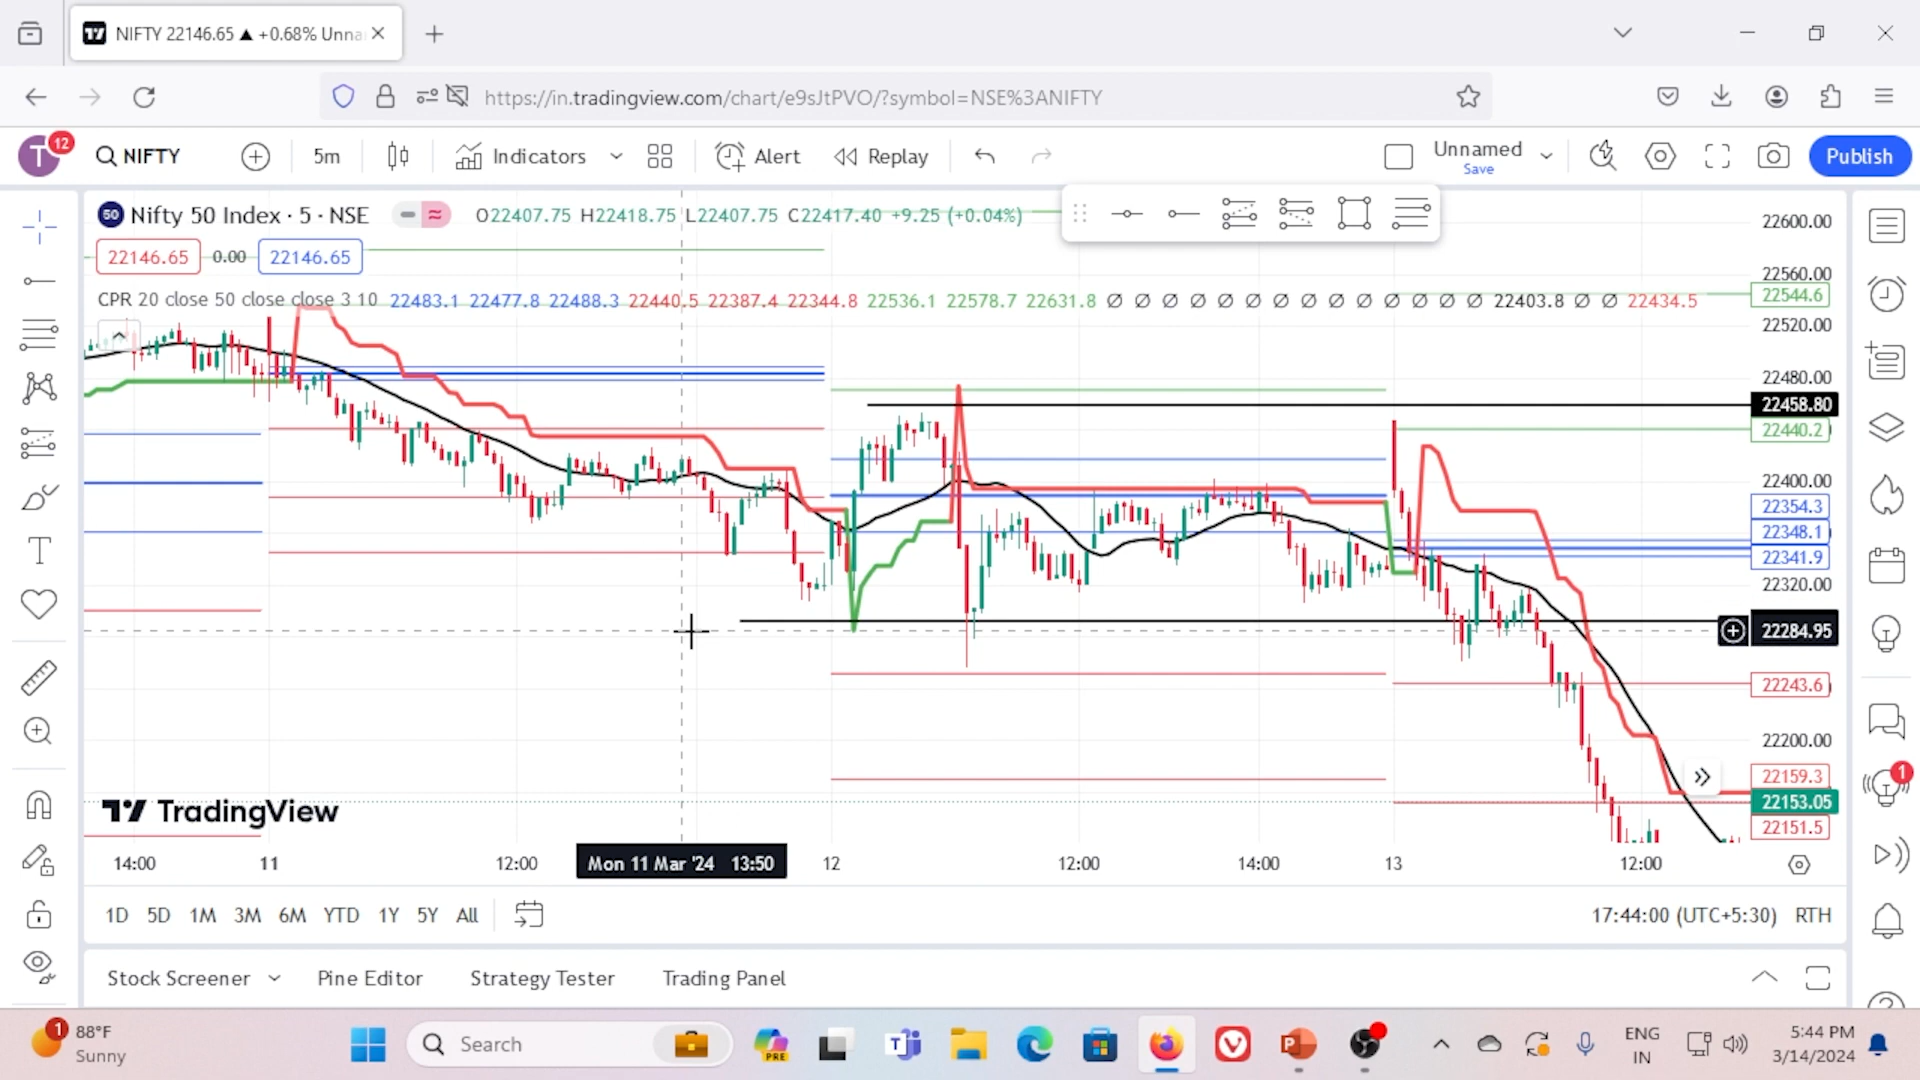 NIFTY 22146.65 ▲ +0.68% Unna
https://in.tradingview.com/chart/e9sJtPVO/?symbol=NSE%3ANIFTY
T 12 NIFTY 5m Indicators Alert Replay Unnamed Save Publish
50 Nifty 50 Index · 5 · NSE O22407.75 H22418.75 L22407.75 C22417.40 +9.25 (+0.04%)
22146.65 0.00 22146.65
CPR 20 close 50 close close 3 10 22483.1 22477.8 22488.3 22440.5 22387.4 22344.8 22536.1 22578.7 22631.8 Ø Ø Ø Ø Ø Ø Ø Ø Ø Ø Ø Ø Ø Ø 22403.8 Ø Ø 22434.5
22600.00
22560.00
22544.6
22520.00
22480.00
22458.80
22440.2
22400.00
22354.3
22348.1
22341.9
22320.00
22284.95
22243.6
22200.00
22159.3
22153.05
22151.5
1
TradingView
14:00 11 12:00 Mon 11 Mar '24 13:50 12 12:00 14:00 13 12:00
1D 5D 1M 3M 6M YTD 1Y 5Y All 17:44:00 (UTC+5:30) RTH
Stock Screener Pine Editor Strategy Tester Trading Panel
1 88°F
Sunny
Search
PRE
ENG
IN
5:44 PM
3/14/2024